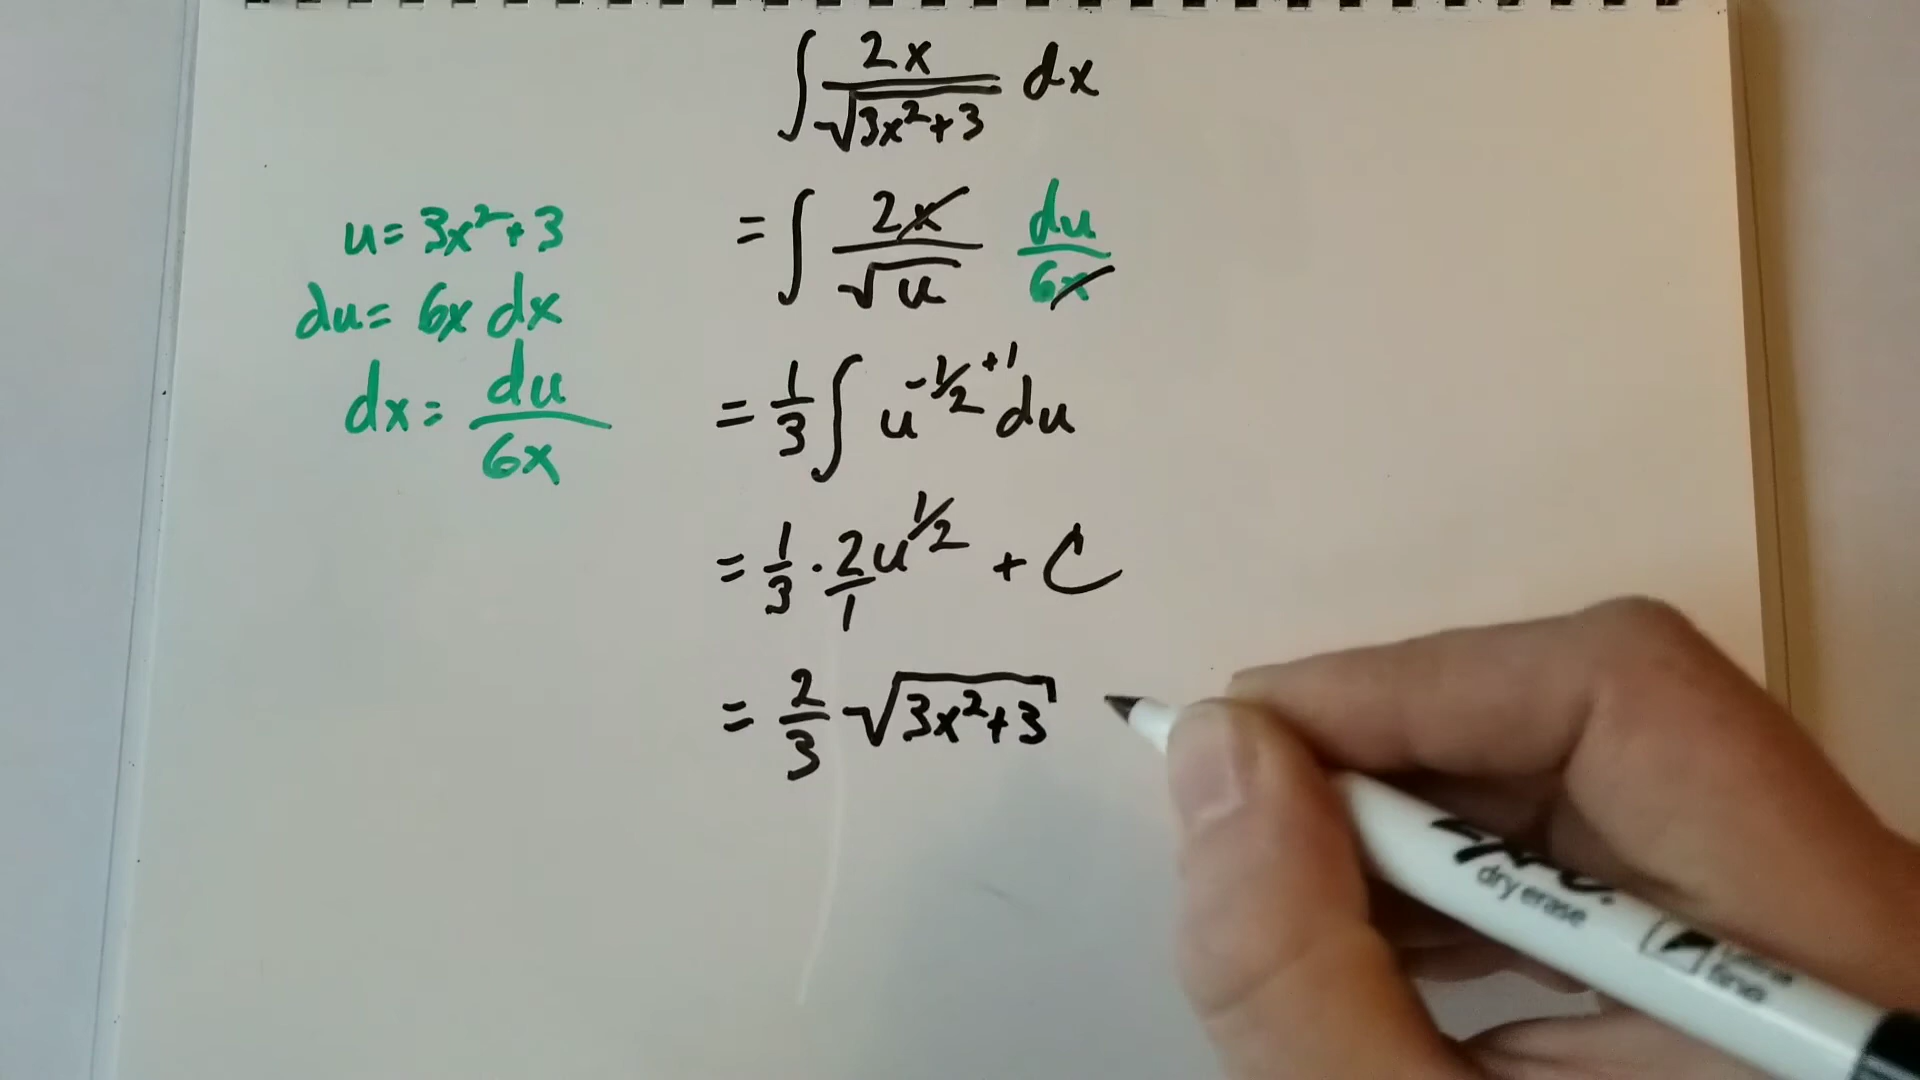 ∫ 2x/√(3x²+3) dx
u = 3x²+3
du = 6x dx
dx = du/6x
= ∫ 2x/√u du/6x
= 1/3 ∫ u^(-1/2) +1 du
= 1/3 · 2/1 u^(1/2) + C
= 2/3 √(3x²+3)
dry erase